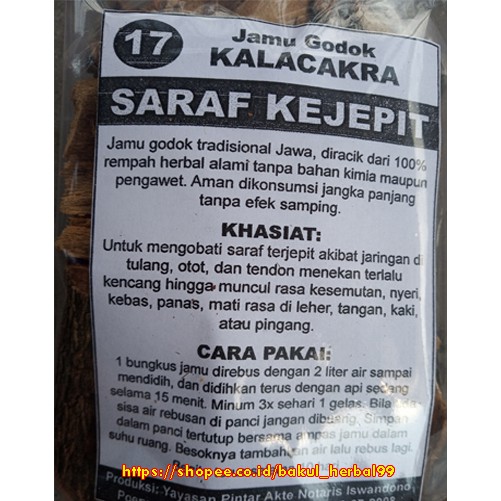 17
Jamu Godok
KALACAKRA
SARAF KEJEPIT
Jamu godok tradisional Jawa, diracik dari 100%
rempah herbal alami tanpa bahan kimia maupun
pengawet. Aman dikonsumsi jangka panjang
tanpa efek samping.
KHASIAT:
Untuk mengobati saraf terjepit akibat jaringan di
tulang, otot, dan tendon menekan terlalu
kencang hingga muncul rasa kesemutan, nyeri,
kebas, panas, mati rasa di leher, tangan, kaki,
atau pingang.
CARA PAKAI:
1 bungkus jamu direbus dengan 2 liter air sampai
mendidih, dan didihkan terus dengan api sedang
selama 15 menit. Minum 3x sehari 1 gelas. Bila ada
sisa air rebusan di panci jangan dibuang. Simpan
dalam panci tertutup bersama ampas jamu dalam
suhu ruang. Besoknya tambahkan air lalu rebus lagi.
https://shopee.co.id/bakul_herbal99
Produksi: Yayasan Pintar Akte Notaris Iswandono